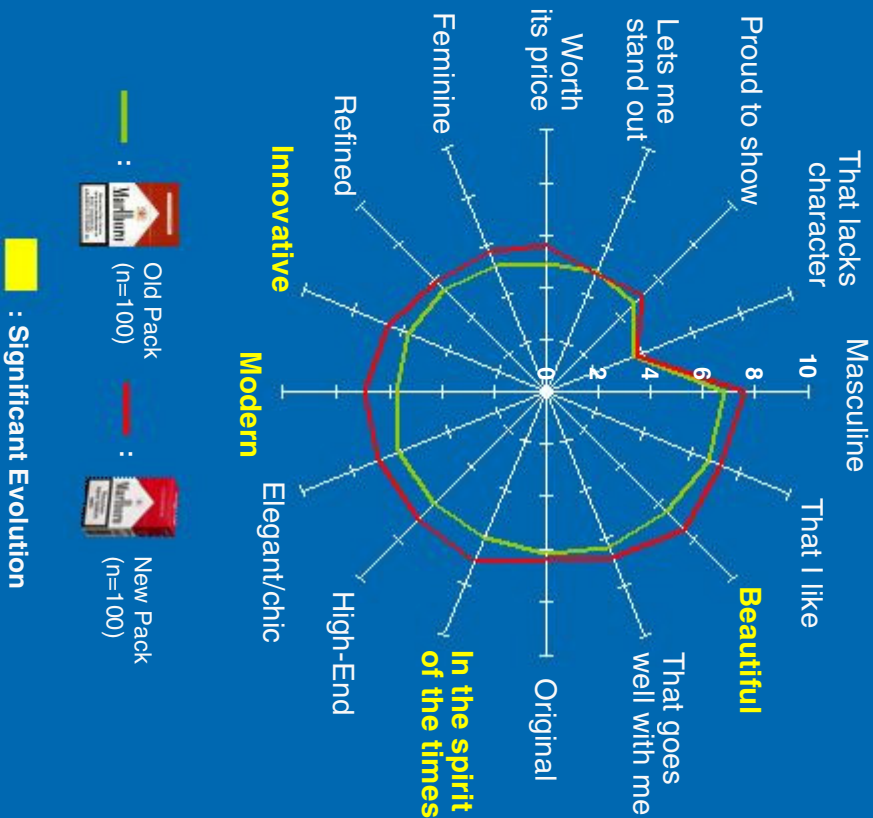 Masculine
10
8
6
4
2
0
That I like
Beautiful
That goes
well with me
Original
In the spirit
of the times
High-End
Elegant/chic
Modern
Innovative
Refined
Feminine
Worth
its price
Lets me
stand out
Proud to show
That lacks
character
: Old Pack
(n=100)
Marlboro
: New Pack
(n=100)
Marlboro
: Significant Evolution